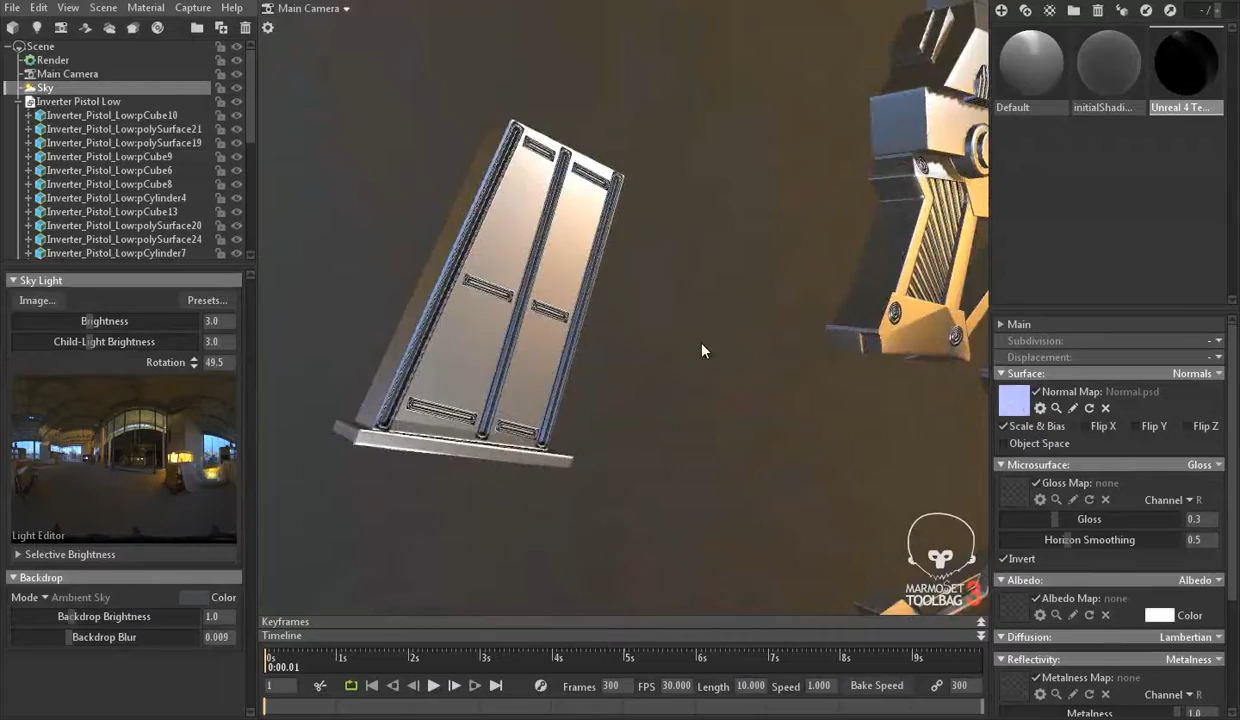 File Edit View Scene Material Capture Help
Main Camera
- /
Scene
Render
Main Camera
Sky
Inverter Pistol Low
Inverter_Pistol_Low:pCube10
Inverter_Pistol_Low:polySurface21
Inverter_Pistol_Low:polySurface19
Inverter_Pistol_Low:pCube9
Inverter_Pistol_Low:pCube6
Inverter_Pistol_Low:pCube8
Inverter_Pistol_Low:pCylinder4
Inverter_Pistol_Low:pCube13
Inverter_Pistol_Low:polySurface20
Inverter_Pistol_Low:polySurface24
Inverter_Pistol_Low:pCylinder7
Sky Light
Image... Presets...
Brightness 3.0
Child-Light Brightness 3.0
Rotation 49.5
Light Editor
Selective Brightness
Backdrop
Mode Ambient Sky Color
Backdrop Brightness 1.0
Backdrop Blur 0.009
MARMOSET
TOOLBAG 3
Keyframes
Timeline
0s 1s 2s 3s 4s 5s 6s 7s 8s 9s
0:00.01
1 Frames 300 FPS 30.000 Length 10.000 Speed 1.000 Bake Speed 300
Default initialShadi... Unreal 4 Te...
Main
Subdivision: -
Displacement: -
Surface: Normals
Normal Map: Normal.psd
Scale & Bias Flip X Flip Y Flip Z
Object Space
Microsurface: Gloss
Gloss Map: none
Channel R
Gloss 0.3
Horizon Smoothing 0.5
Invert
Albedo: Albedo
Albedo Map: none
Color
Diffusion: Lambertian
Reflectivity: Metalness
Metalness Map: none
Channel R
Metalness 1.0